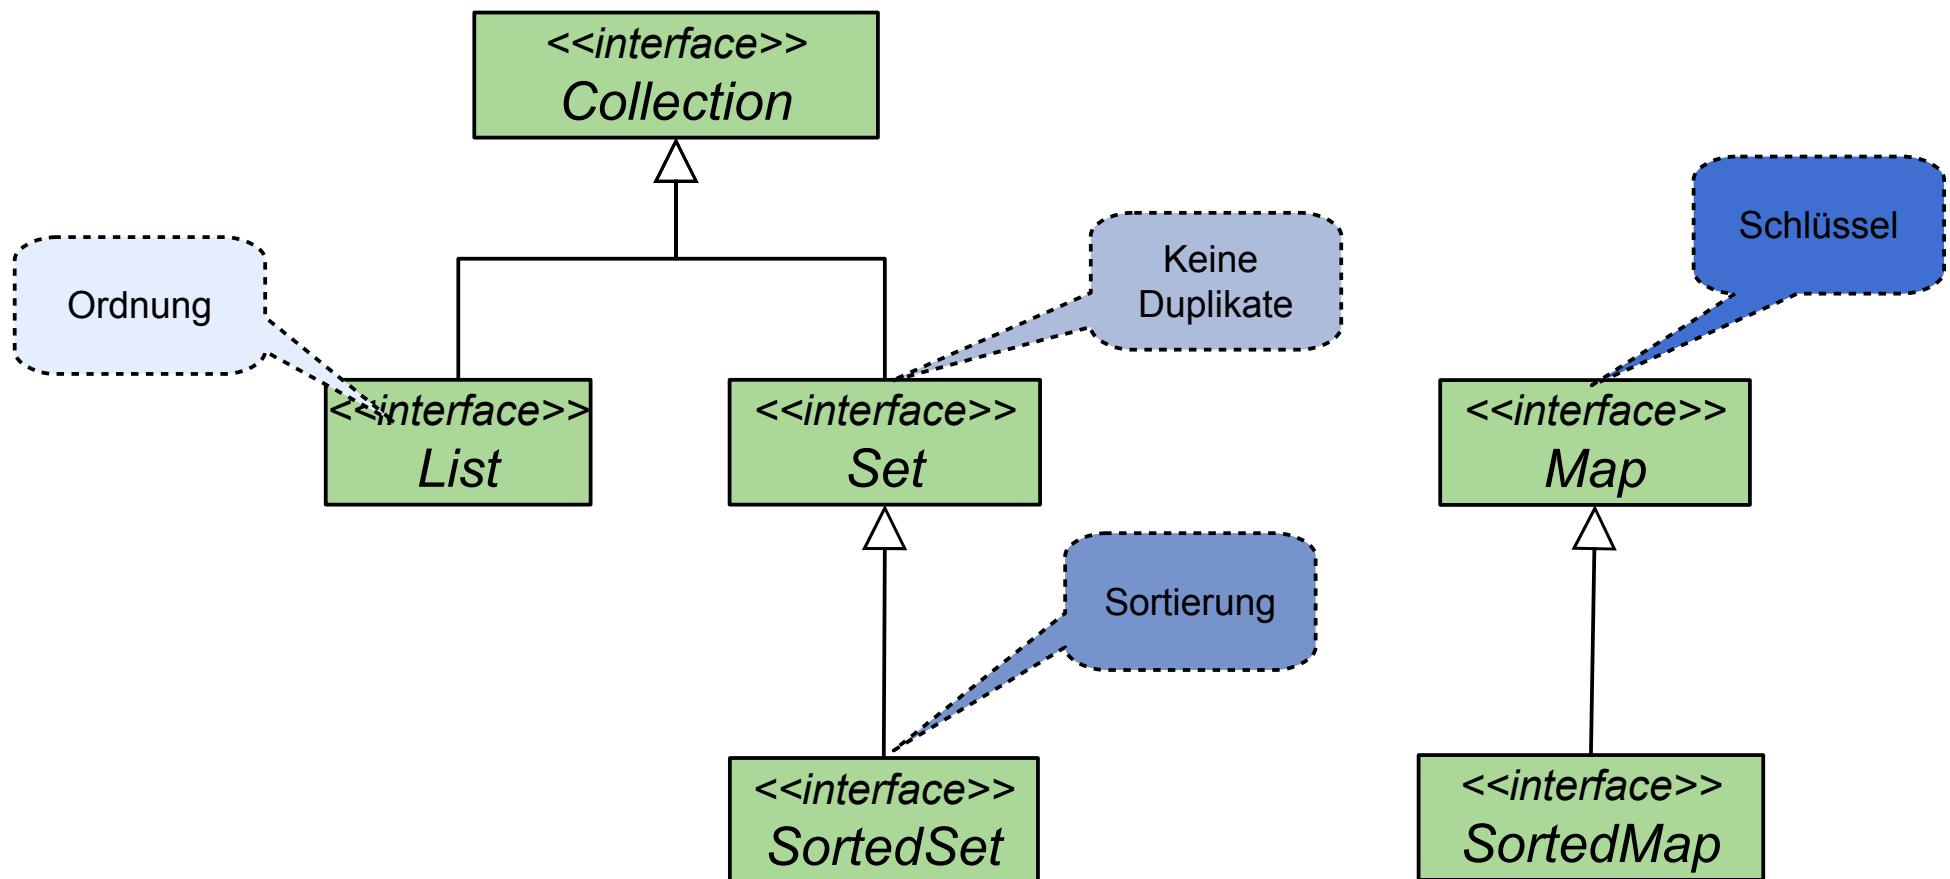 <<interface>>
Collection
Schlüssel
Keine
Duplikate
Ordnung
<<interface>>
List
<<interface>>
Set
<<interface>>
Map
Sortierung
<<interface>>
SortedSet
<<interface>>
SortedMap